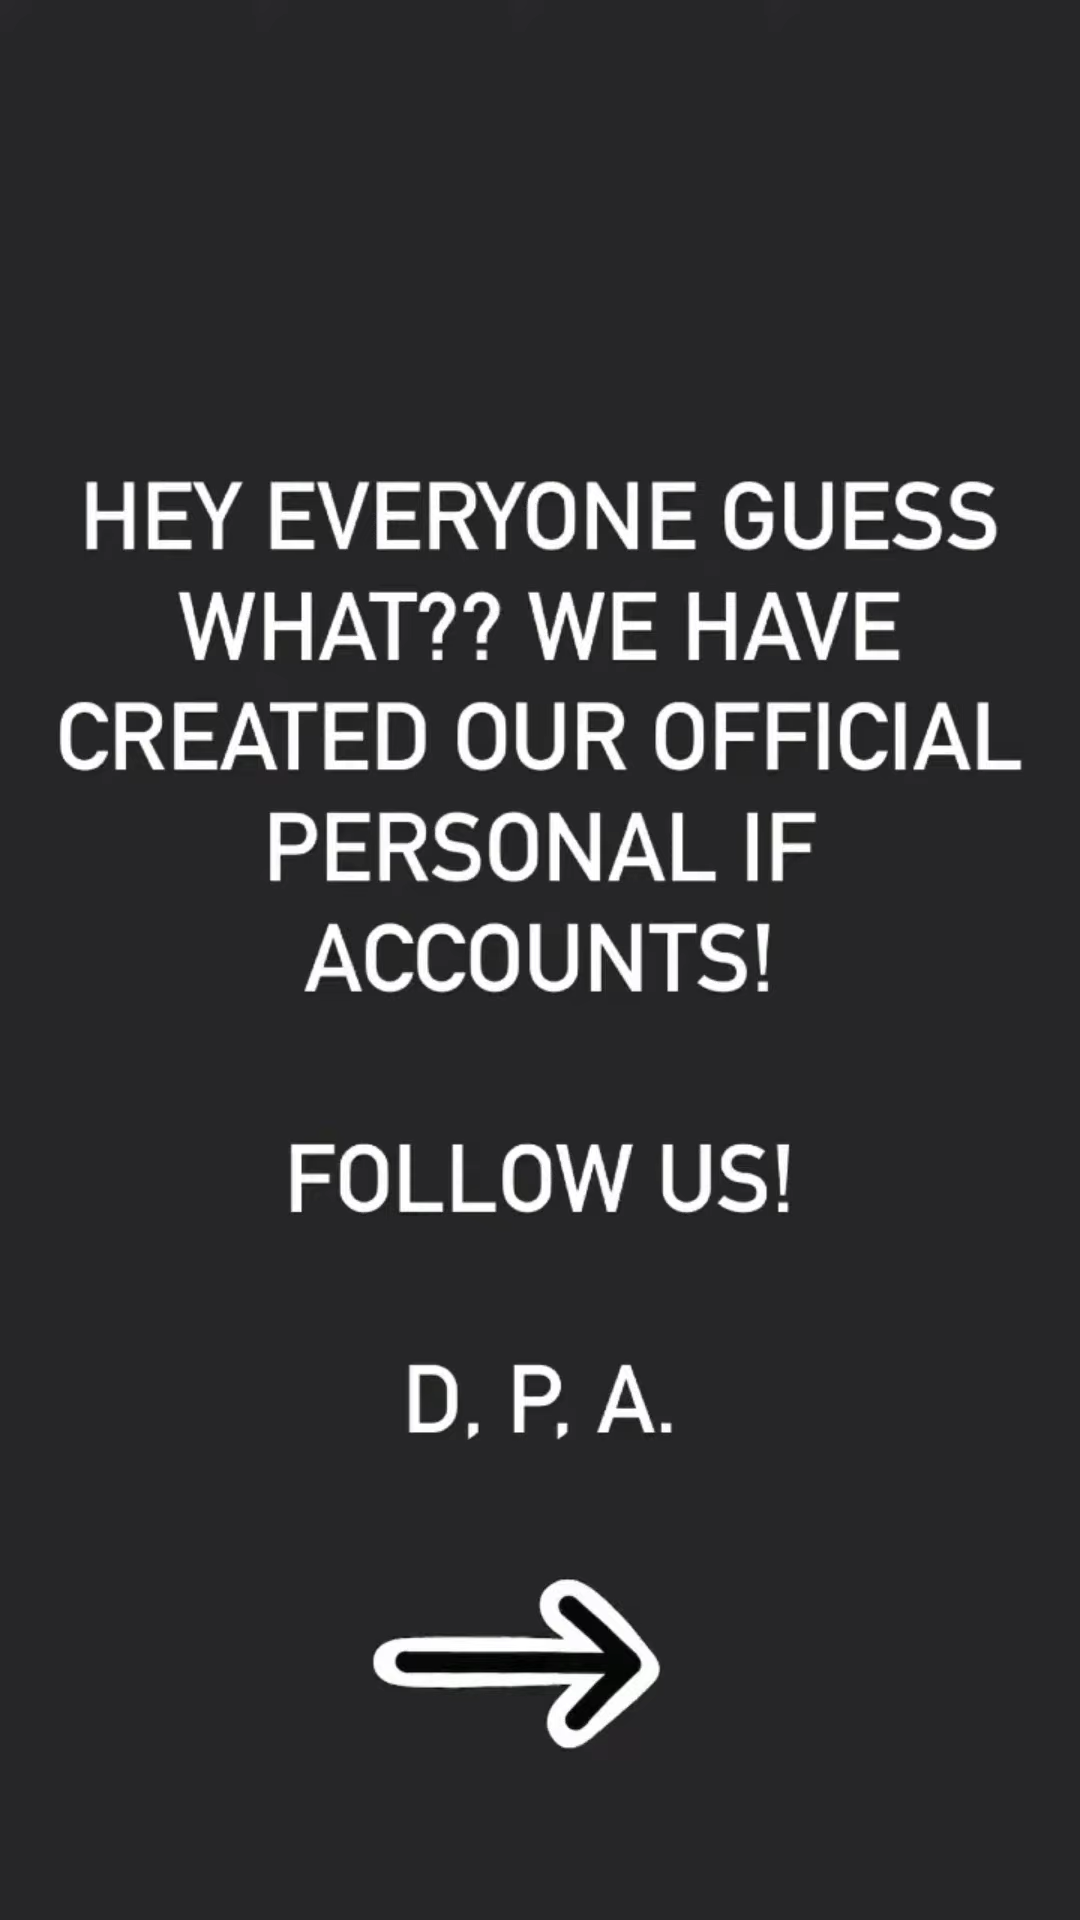 HEY EVERYONE GUESS
WHAT?? WE HAVE
CREATED OUR OFFICIAL
PERSONAL IF
ACCOUNTS!
FOLLOW US!
D, P, A.